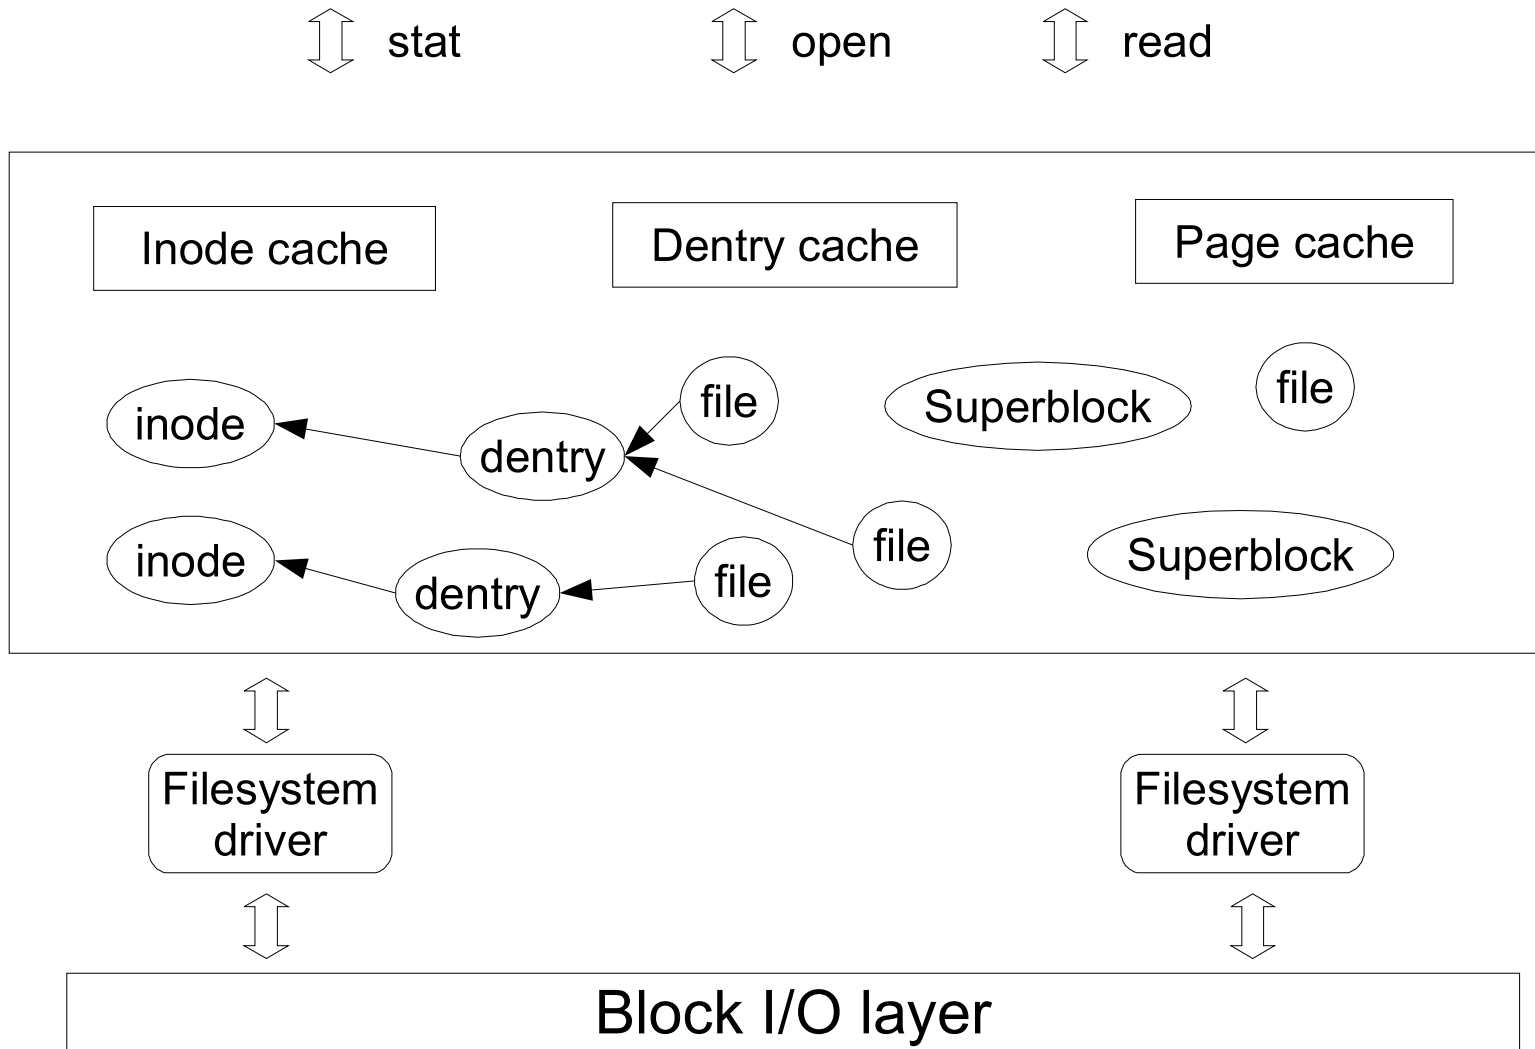 stat
open
read
Inode cache
Dentry cache
Page cache
inode
dentry
file
Superblock
file
inode
dentry
file
file
Superblock
Filesystem
driver
Filesystem
driver
Block I/O layer